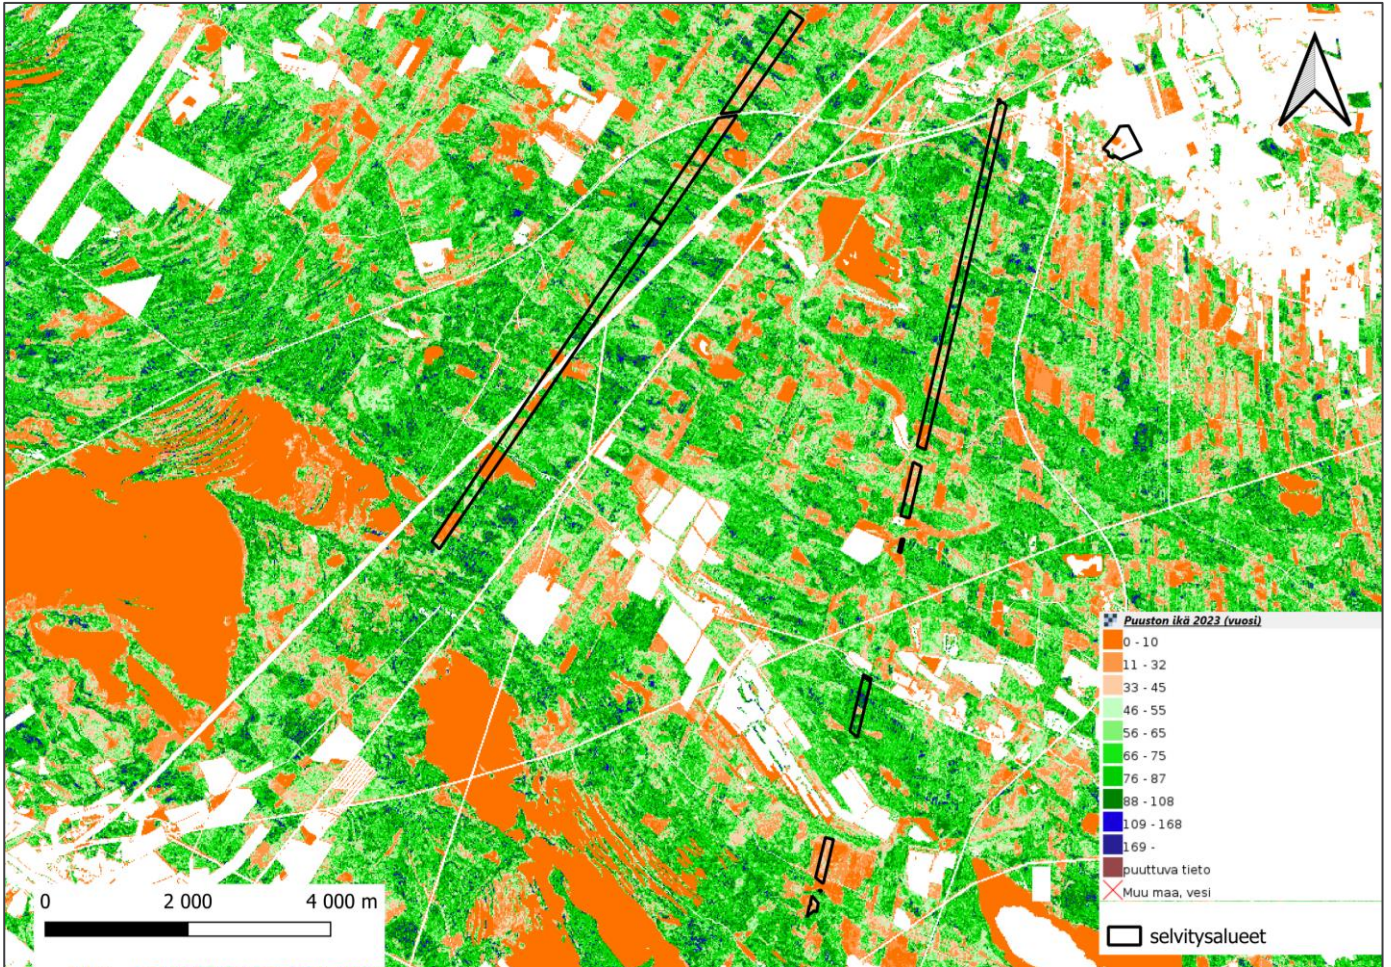 Puuston ikä 2023 (vuosi)
0 - 10
11 - 32
33 - 45
46 - 55
56 - 65
66 - 75
76 - 87
88 - 108
109 - 168
169 -
puuttuva tieto
Muu maa, vesi
selvitysalueet
0 2 000 4 000 m